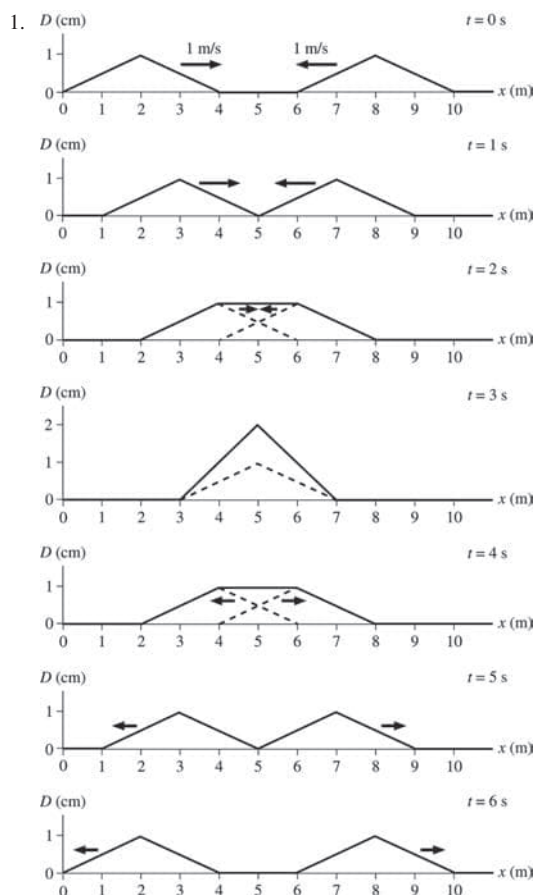 1.
D (cm) t = 0 s
1 m/s 1 m/s
1
0 x (m)
0 1 2 3 4 5 6 7 8 9 10
D (cm) t = 1 s
1
0 x (m)
0 1 2 3 4 5 6 7 8 9 10
D (cm) t = 2 s
1
0 x (m)
0 1 2 3 4 5 6 7 8 9 10
D (cm) t = 3 s
2
1
0 x (m)
0 1 2 3 4 5 6 7 8 9 10
D (cm) t = 4 s
1
0 x (m)
0 1 2 3 4 5 6 7 8 9 10
D (cm) t = 5 s
1
0 x (m)
0 1 2 3 4 5 6 7 8 9 10
D (cm) t = 6 s
1
0 x (m)
0 1 2 3 4 5 6 7 8 9 10